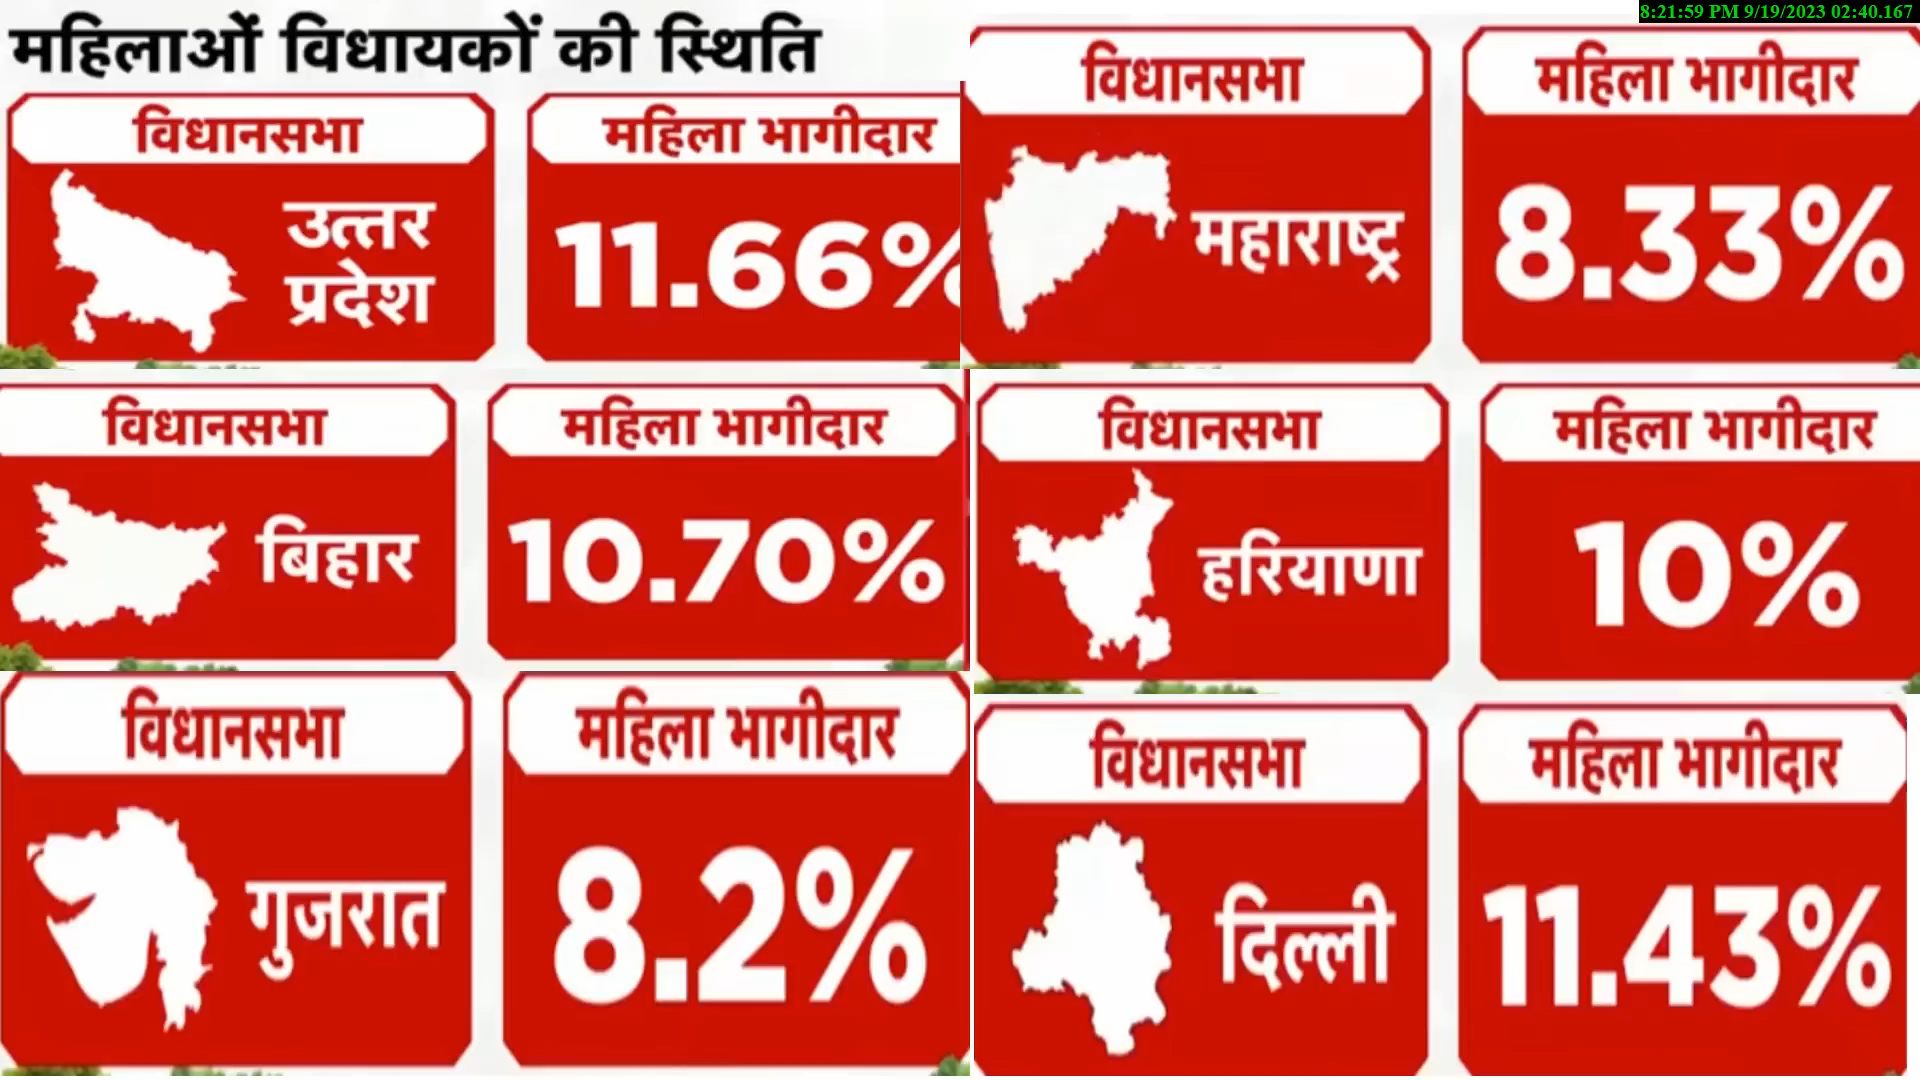 महिलाओं विधायकों की स्थिति
8:21:59 PM 9/19/2023 02:40.167
विधानसभा
महिला भागीदार
उत्तर
प्रदेश
11.66%
विधानसभा
महिला भागीदार
महाराष्ट्र
8.33%
विधानसभा
महिला भागीदार
बिहार
10.70%
विधानसभा
महिला भागीदार
हरियाणा
10%
विधानसभा
महिला भागीदार
गुजरात
8.2%
विधानसभा
महिला भागीदार
दिल्ली
11.43%